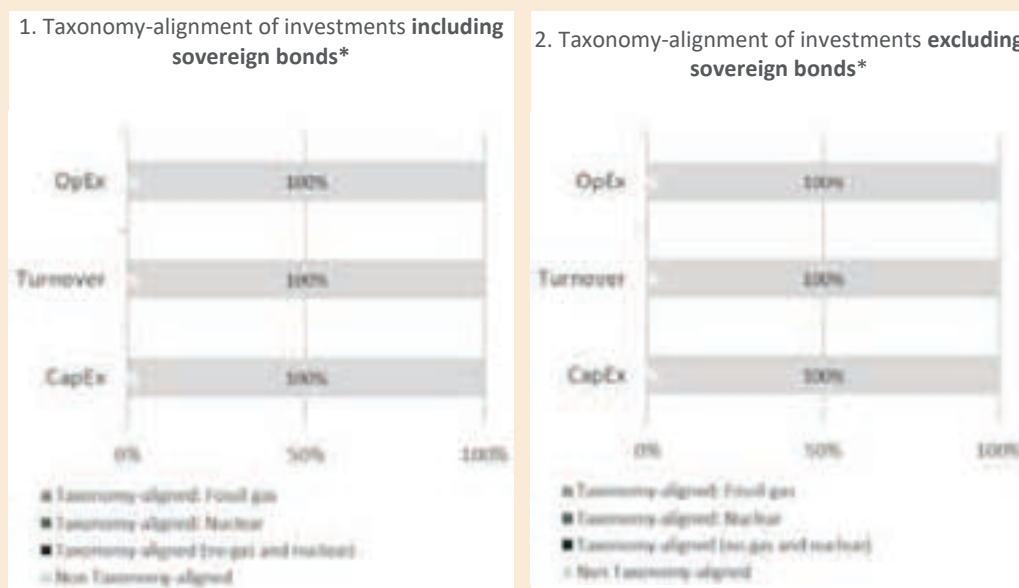 1. Taxonomy-alignment of investments including
sovereign bonds*
OpEx
100%
Turnover
100%
CapEx
100%
0%
50%
100%
Taxonomy-aligned: Fossil gas
Taxonomy-aligned: Nuclear
Taxonomy-aligned (no gas and nuclear)
Non Taxonomy-aligned
2. Taxonomy-alignment of investments excluding
sovereign bonds*
OpEx
100%
Turnover
100%
CapEx
100%
0%
50%
100%
Taxonomy-aligned: Fossil gas
Taxonomy-aligned: Nuclear
Taxonomy-aligned (no gas and nuclear)
Non Taxonomy-aligned